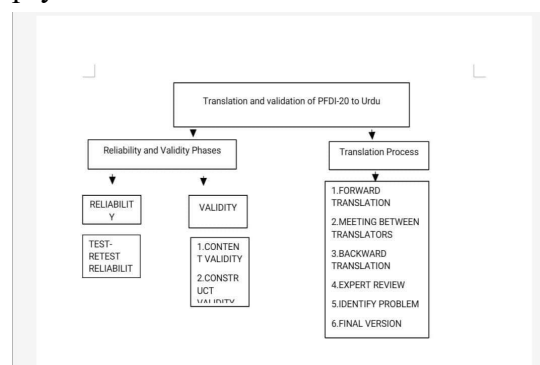 Translation and validation of PFDI-20 to Urdu
Reliability and Validity Phases
Translation Process
RELIABILIT
Y
TEST-
RETEST
RELIABILIT
VALIDITY
1.CONTEN
T VALIDITY
2.CONSTR
UCT
VALIDITY
1.FORWARD
TRANSLATION
2.MEETING BETWEEN
TRANSLATORS
3.BACKWARD
TRANSLATION
4.EXPERT REVIEW
5.IDENTIFY PROBLEM
6.FINAL VERSION